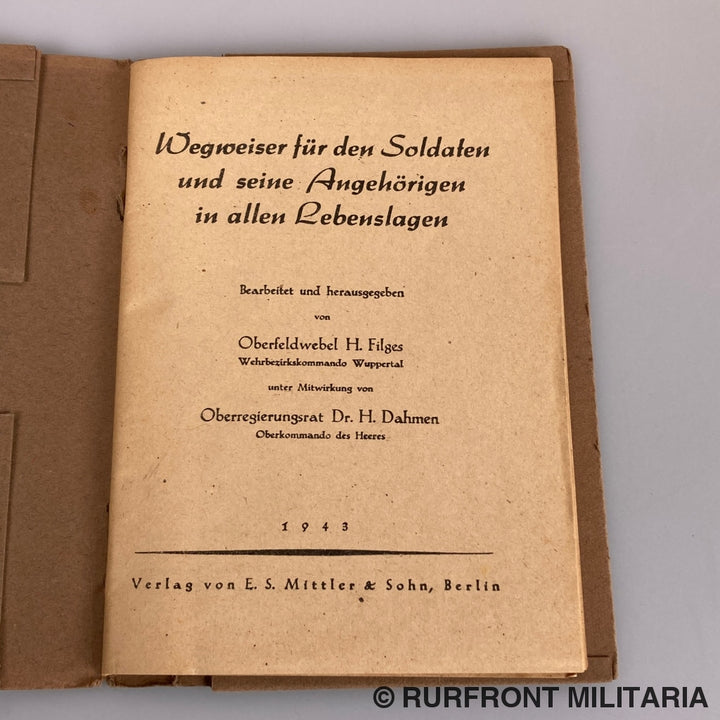 Wegweiser für den Soldaten
und seine Angehörigen
in allen Lebenslagen
Bearbeitet und herausgegeben
von
Oberfeldwebel H. Filges
Wehrbezirkskommando Wuppertal
unter Mitwirkung von
Oberregierungsrat Dr. H. Dahmen
Oberkommando des Heeres
1943
Verlag von E. S. Mittler & Sohn, Berlin
© RURFRONT MILITARIA